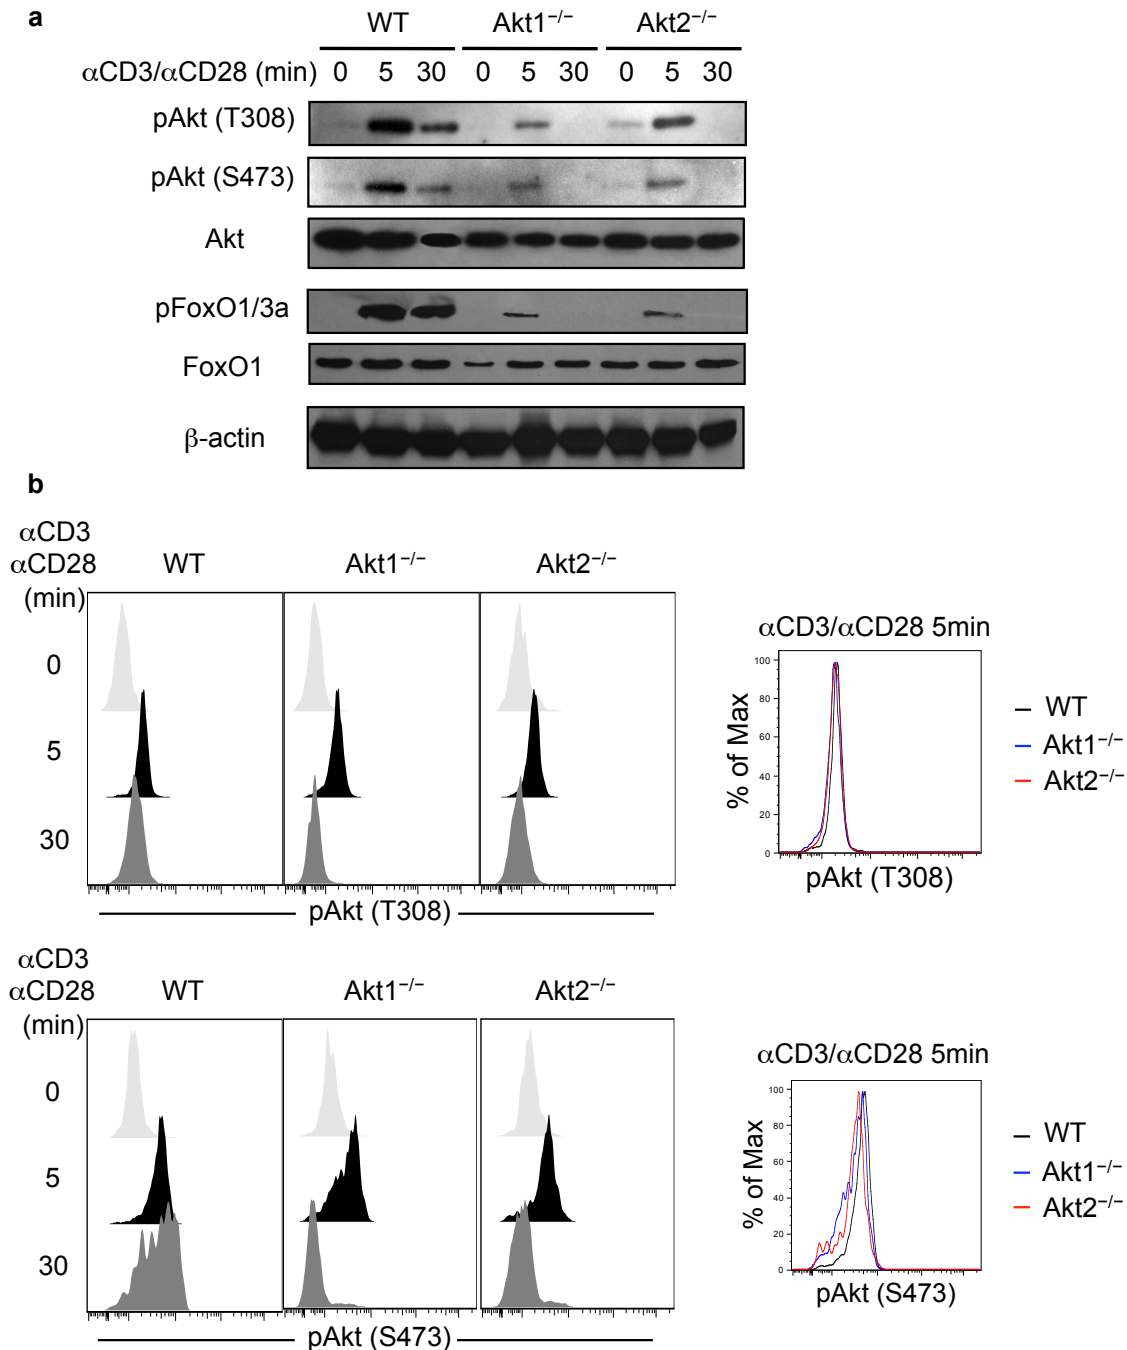 a
WT Akt1⁻/⁻ Akt2⁻/⁻
αCD3/αCD28 (min) 0 5 30 0 5 30 0 5 30
pAkt (T308)
pAkt (S473)
Akt
pFoxO1/3a
FoxO1
β-actin
b
αCD3
αCD28
(min)
WT Akt1⁻/⁻ Akt2⁻/⁻
0
5
30
pAkt (T308)
αCD3/αCD28 5min
% of Max
100
80
60
40
20
0
pAkt (T308)
WT
Akt1⁻/⁻
Akt2⁻/⁻
αCD3
αCD28
(min)
WT Akt1⁻/⁻ Akt2⁻/⁻
0
5
30
pAkt (S473)
αCD3/αCD28 5min
% of Max
100
80
60
40
20
0
pAkt (S473)
WT
Akt1⁻/⁻
Akt2⁻/⁻